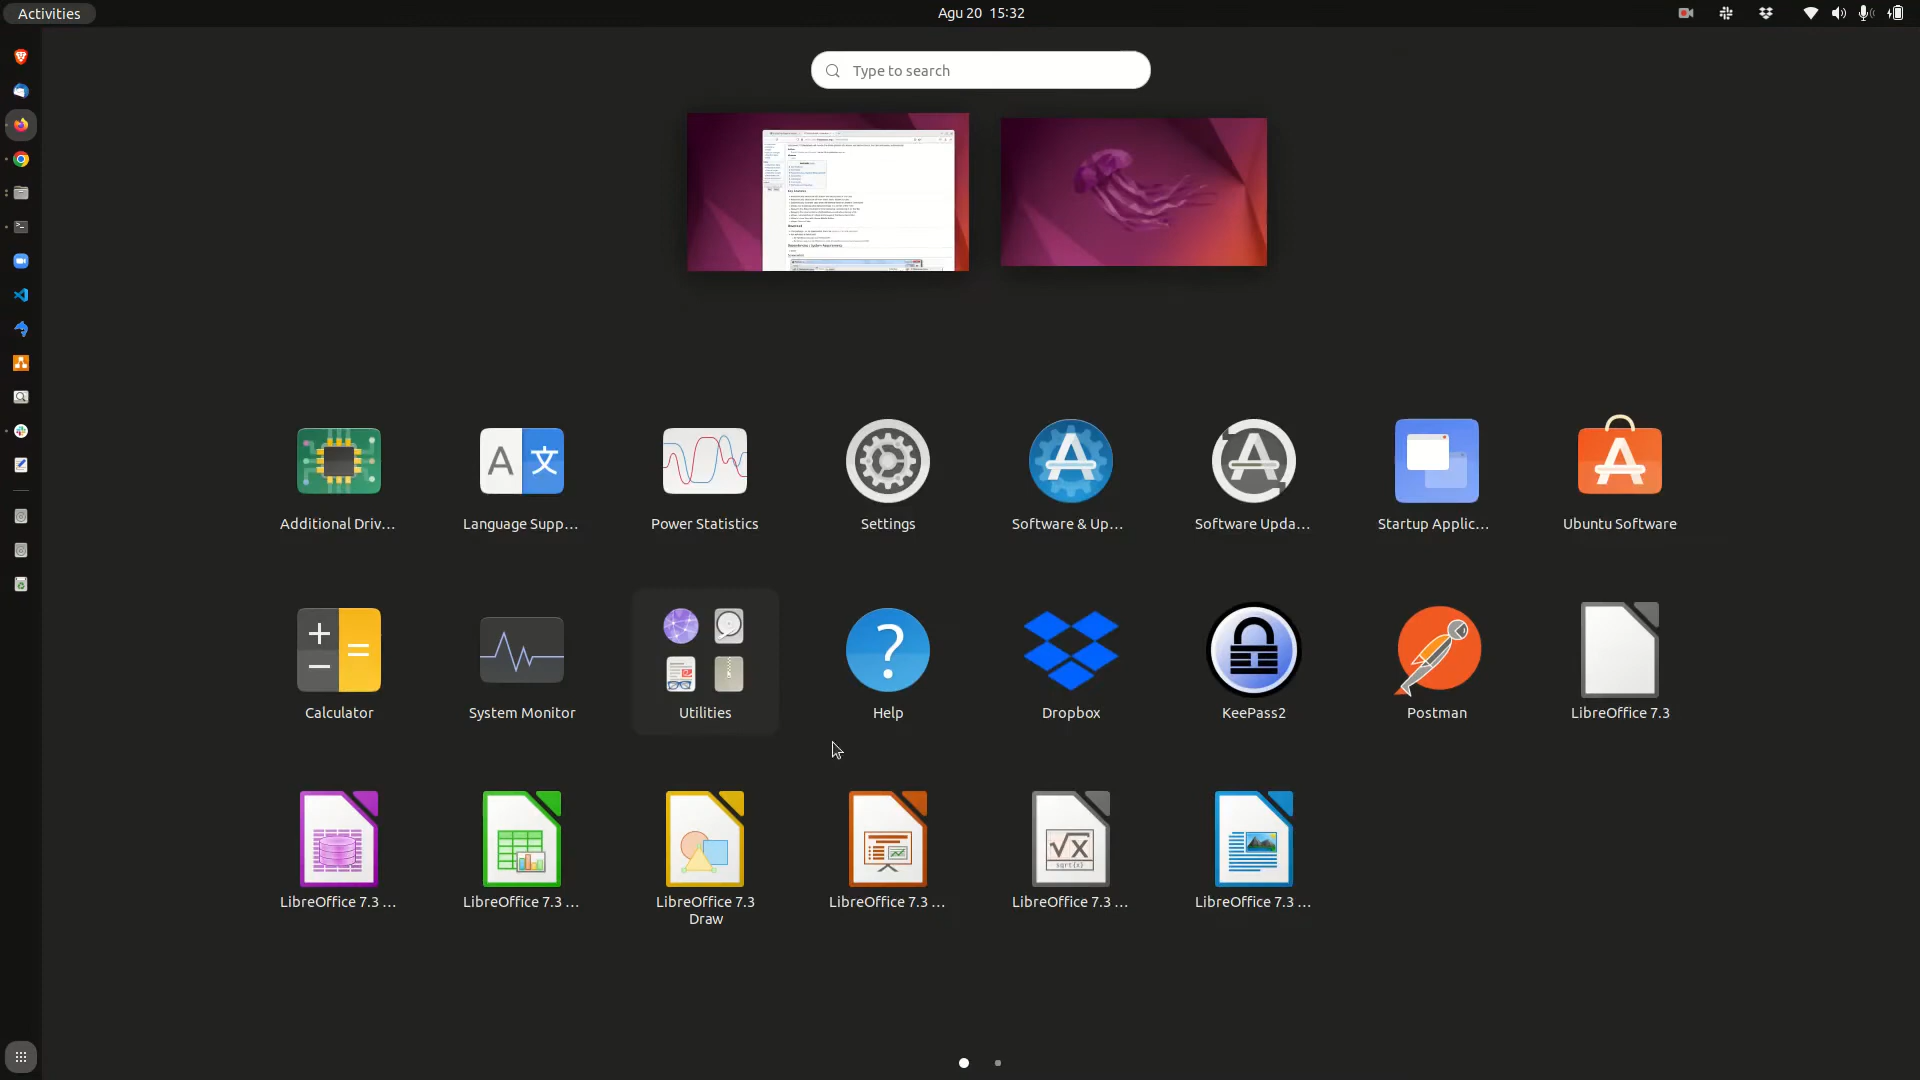 Activities
Agu 20 15:32
Type to search
Additional Driv...
Language Supp...
Power Statistics
Settings
Software & Up...
Software Upda...
Startup Applic...
Ubuntu Software
Calculator
System Monitor
Utilities
Help
Dropbox
KeePass2
Postman
LibreOffice 7.3
LibreOffice 7.3 ...
LibreOffice 7.3 ...
LibreOffice 7.3
Draw
LibreOffice 7.3 ...
LibreOffice 7.3 ...
LibreOffice 7.3 ...